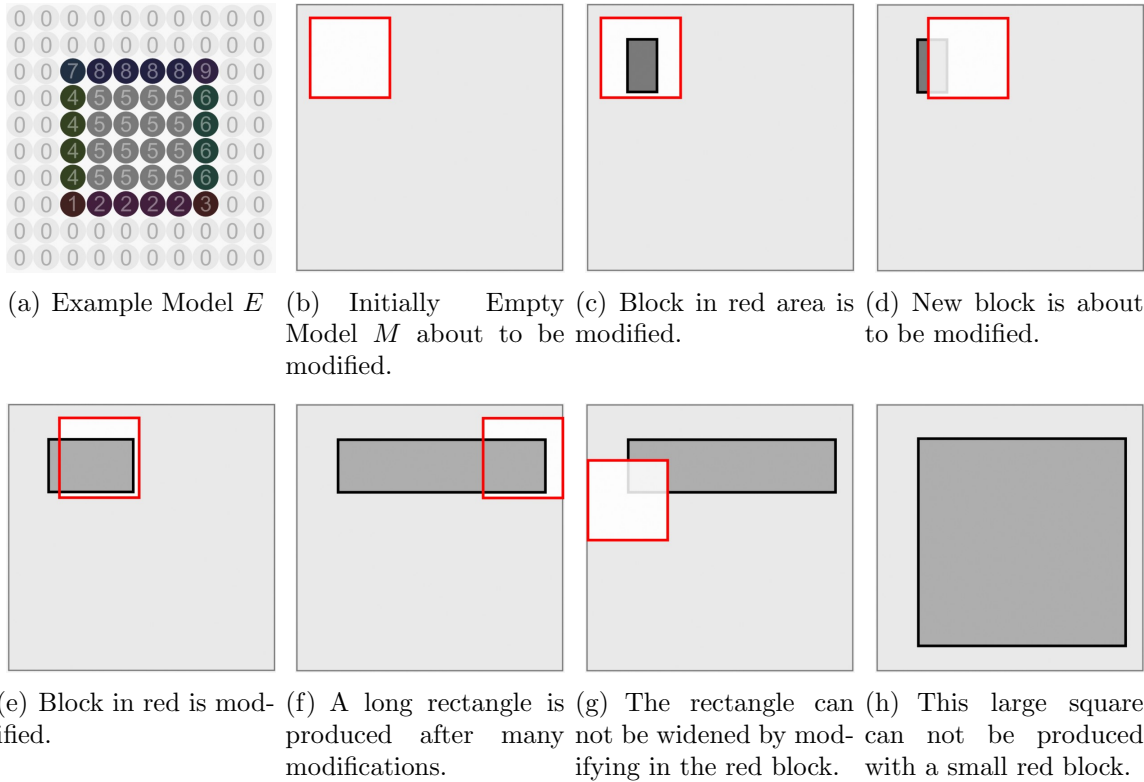 0 0 0 0 0 0 0 0 0 0
0 0 0 0 0 0 0 0 0 0
0 0 7 8 8 8 8 9 0 0
0 0 4 5 5 5 5 6 0 0
0 0 4 5 5 5 5 6 0 0
0 0 4 5 5 5 5 6 0 0
0 0 4 5 5 5 5 6 0 0
0 0 1 2 2 2 2 3 0 0
0 0 0 0 0 0 0 0 0 0
0 0 0 0 0 0 0 0 0 0
(a) Example Model E
(b) Initially Empty
Model M about to be
modified.
(c) Block in red area is
modified.
(d) New block is about
to be modified.
(e) Block in red is mod-
ified.
(f) A long rectangle is
produced after many
modifications.
(g) The rectangle can
not be widened by mod-
ifying in the red block.
(h) This large square
can not be produced
with a small red block.